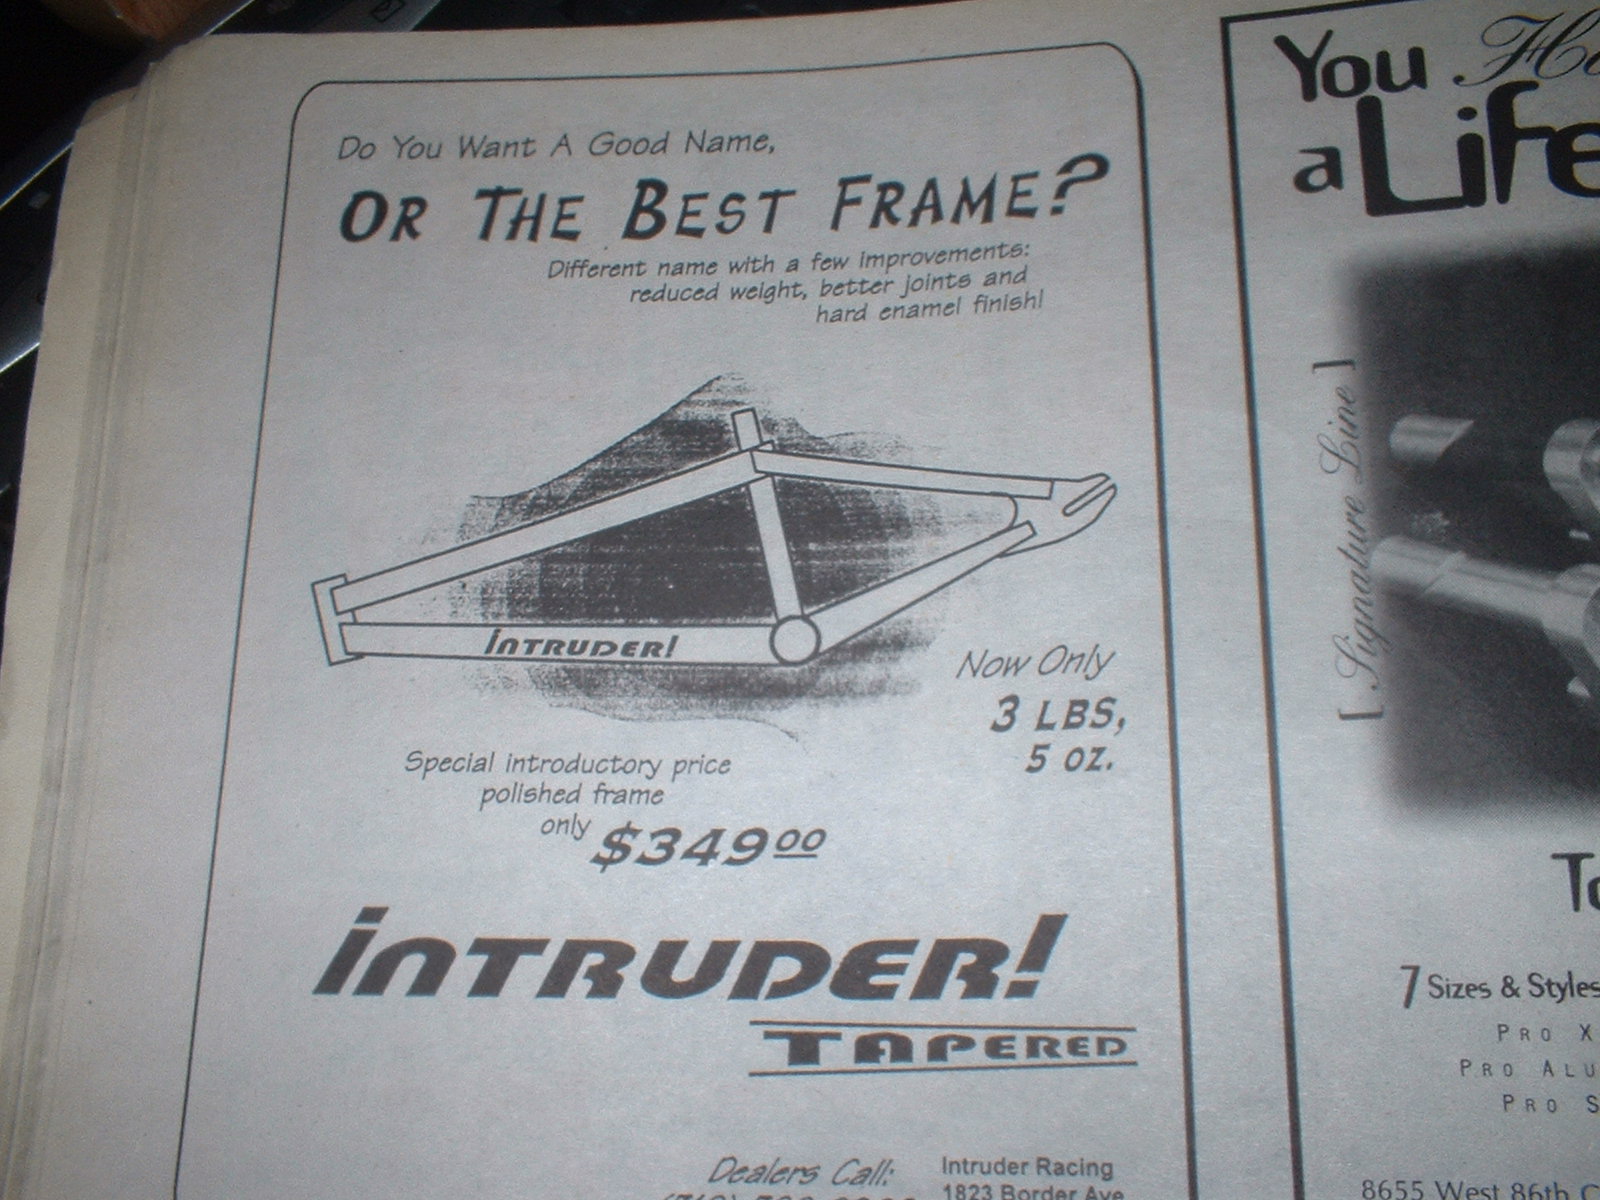 Do You Want A Good Name,
OR THE BEST FRAME?
Different name with a few improvements:
reduced weight, better joints and
hard enamel finish!
INTRUDER!
Now Only
3 LBS,
5 OZ.
Special introductory price
polished frame
only $349.00
INTRUDER!
TAPERED
Dealers Call:
Intruder Racing
1823 Border Ave
You
a Life
[ Signature Line ]
7 Sizes & Styles
PRO X
PRO ALU
PRO S
8655 West 86th C